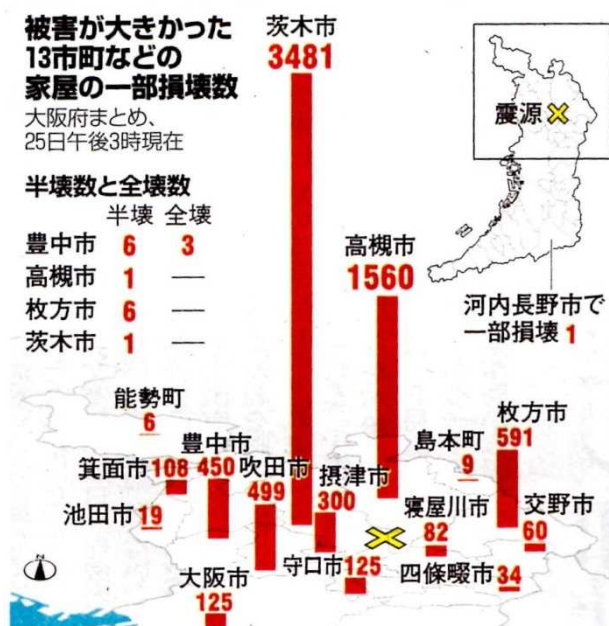 被害が大きかった
13市町などの
家屋の一部損壊数
大阪府まとめ、
25日午後3時現在
半壊数と全壊数
半壊 全壊
豊中市 6 3
高槻市 1 —
枚方市 6 —
茨木市 1 —
茨木市
3481
震源
高槻市
1560
河内長野市で
一部損壊 1
能勢町
6
豊中市
450
箕面市 108
吹田市
499
池田市 19
摂津市
300
島本町
9
枚方市
591
寝屋川市
82
交野市
60
守口市 125
四條畷市 34
大阪市
125
N